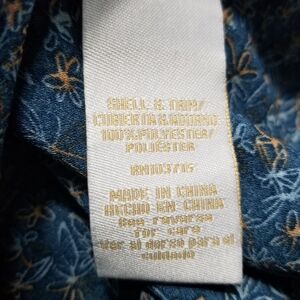 SHELL & TRIM/
CUBIERTA & ADORNO
100% POLYESTER/
POLIÉSTER
RN103715
MADE IN CHINA
HECHO EN CHINA
See reverse
for care
Ver al dorso para el
cuidado